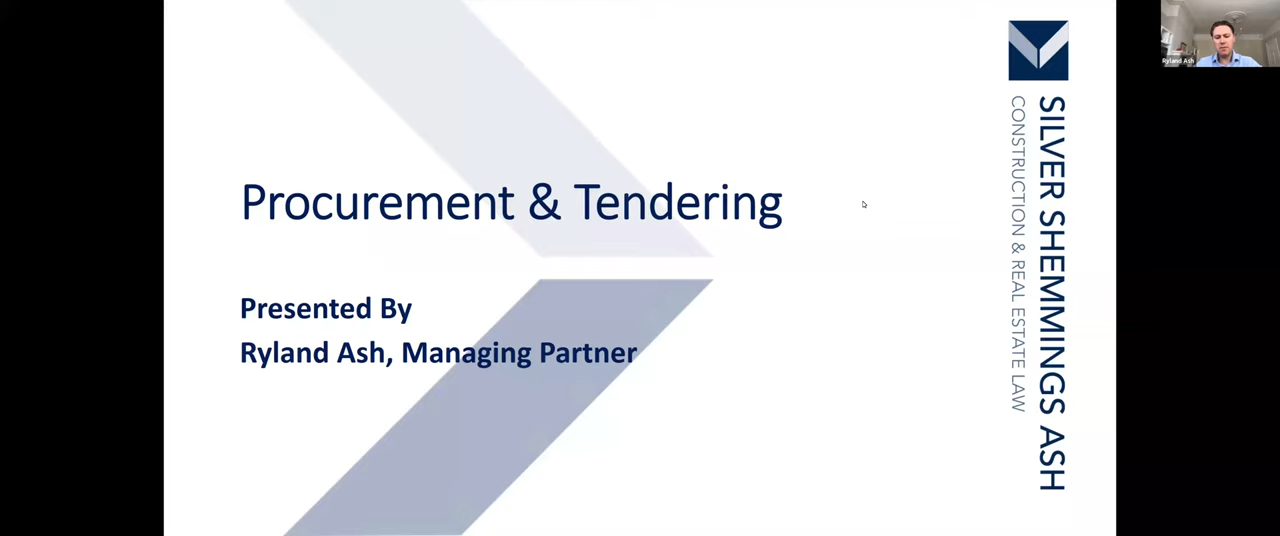 Procurement & Tendering
Presented By
Ryland Ash, Managing Partner
SILVER SHEMMINGS ASH
CONSTRUCTION & REAL ESTATE LAW
Ryland Ash